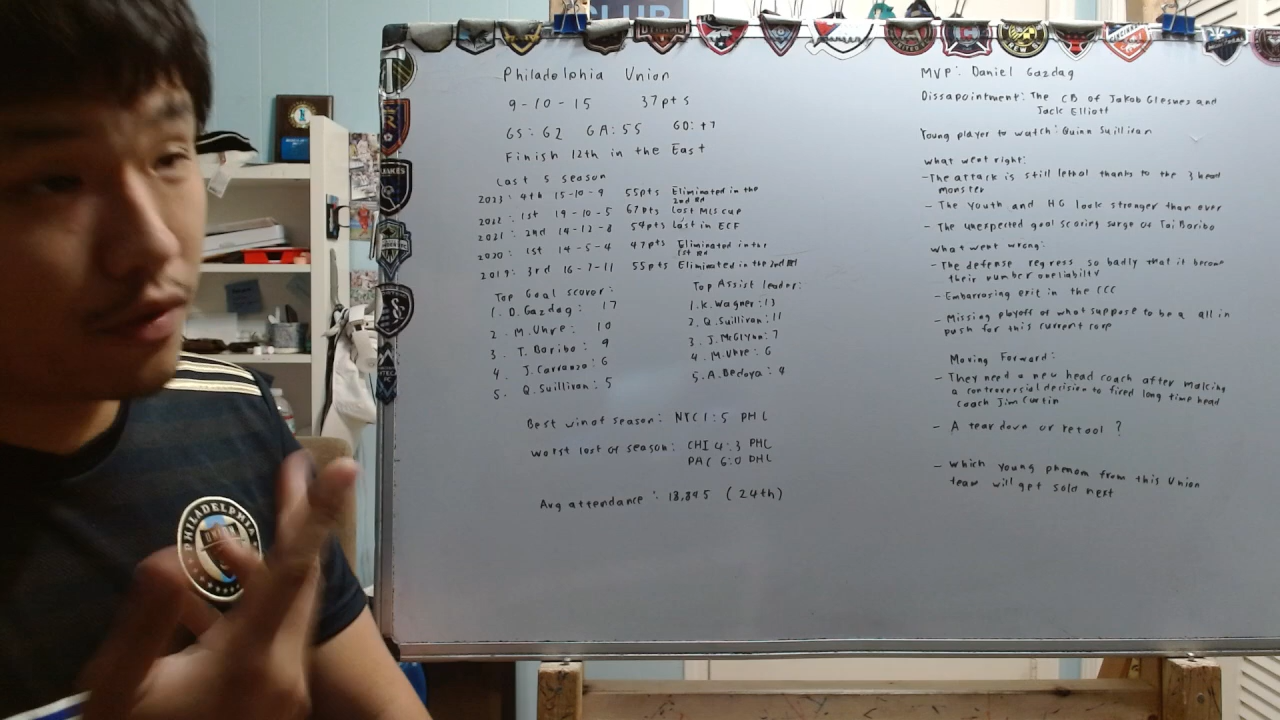 CLUB
Philadelphia Union
9-10-15 37pts
GS: 62 GA: 55 GD: +7
Finish 12th in the East
Last 5 season
2023: 4th 15-10-9 55pts Eliminated in the
2nd Rd
2022: 1st 19-10-5 67pts Lost MLS cup
2021: 2nd 14-12-8 54pts Last in ECF
2020: 1st 14-5-4 47pts Eliminated in the
1st Rd
2019: 3rd 16-7-11 55pts Eliminated in the 2nd Rd
Top Goal scorer:
1. D. Gazdag: 17
2. M. Uhre: 10
3. T. Baribo: 9
4. J. Carranza: 6
5. Q. Suillivan: 5
Top Assist leader:
1. K. Wagner: 13
2. Q. Suillivan: 11
3. J. McGlynn: 7
4. M. Uhre: 6
5. A. Bedoya: 4
Best win of season: NYC 1:5 PHL
Worst lost of season: CHI 4:3 PHL
PAC 6:0 PHL
Avg attendance: 18,895 (24th)
MVP: Daniel Gazdag
Dissapointment: The CB of Jakob Glesnes and
Jack Elliott
Young player to watch: Quinn Suillivan
What went right:
-The attack is still lethal thanks to the 3 head
monster
- The youth and HG look stronger than ever
- The unexpected goal scoring surge of Tai Baribo
What went wrong:
- The defense regress so badly that it become
their number one liability
- Embarrosing exit in the CCC
- Missing playoff of what suppose to be a all in
push for this current core
Moving Forward:
- They need a new head coach after making
a controversial decision to fired long time head
coach Jim Curtin
- A tear down or retool?
- Which young phenom from this Union
team will get sold next
PHILADELPHIA
UNION